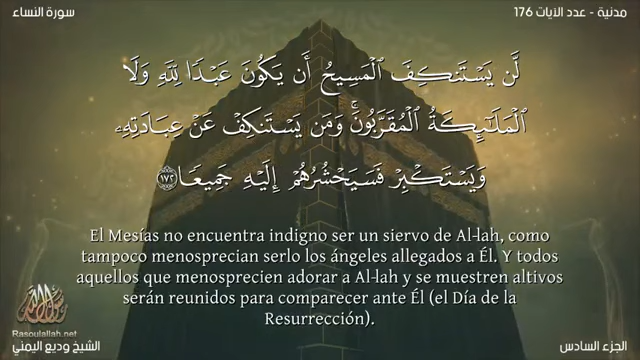 مدنية - عدد الآيات 176
سورة النساء
لَّن يَسْتَنكِفَ ٱلْمَسِيحُ أَن يَكُونَ عَبْدًا لِّلَّهِ وَلَا
ٱلْمَلَٰٓئِكَةُ ٱلْمُقَرَّبُونَ ۚ وَمَن يَسْتَنكِفْ عَنْ عِبَادَتِهِۦ
وَيَسْتَكْبِرْ فَسَيَحْشُرُهُمْ إِلَيْهِ جَمِيعًا ١٧٢
El Mesías no encuentra indigno ser un siervo de Al-lah, como
tampoco menosprecian serlo los ángeles allegados a Él. Y todos
aquellos que menosprecien adorar a Al-lah y se muestren altivos
serán reunidos para comparecer ante Él (el Día de la
Resurrección).
رسول الله
Rasoulallah.net
الجزء السادس
الشيخ وديع اليمني